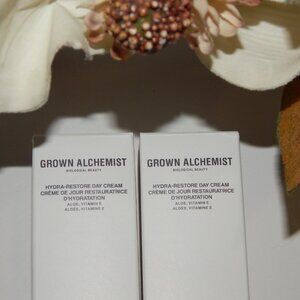 GROWN ALCHEMIST
BIOLOGICAL BEAUTY
HYDRA-RESTORE DAY CREAM
CRÈME DE JOUR RESTAURATRICE
D'HYDRATATION
ALOE, VITAMIN E
ALOÈS, VITAMINE E
GROWN ALCHEMIST
BIOLOGICAL BEAUTY
HYDRA-RESTORE DAY CREAM
CRÈME DE JOUR RESTAURATRICE
D'HYDRATATION
ALOE, VITAMIN E
ALOÈS, VITAMINE E